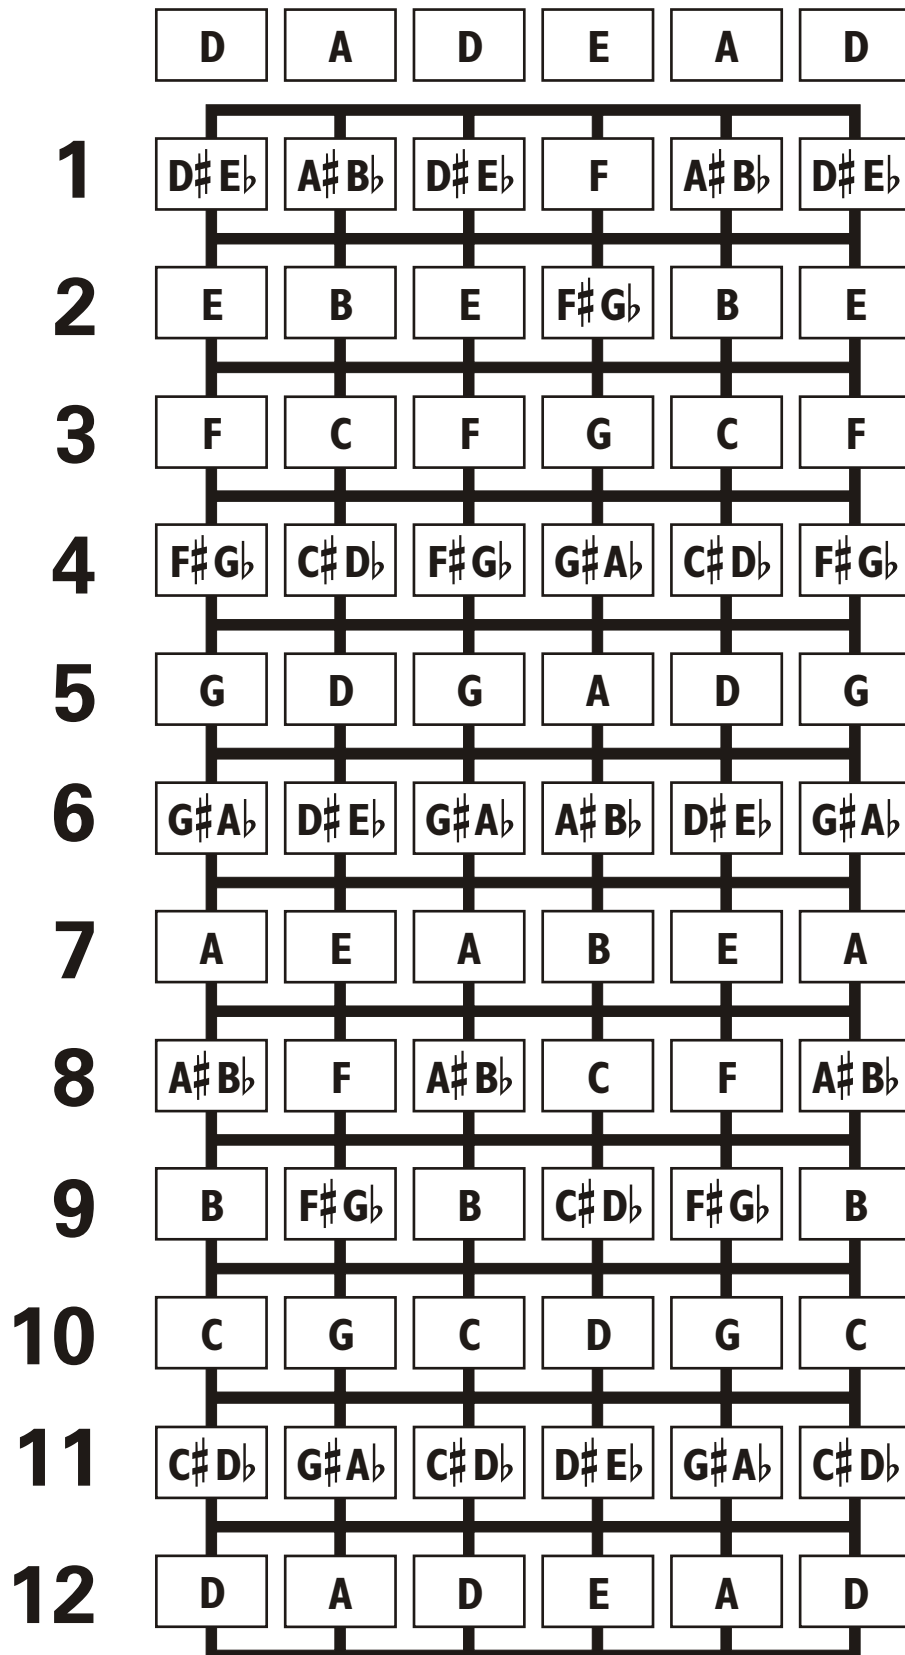 D A D E A D
1 D♯E♭ A♯B♭ D♯E♭ F A♯B♭ D♯E♭
2 E B E F♯G♭ B E
3 F C F G C F
4 F♯G♭ C♯D♭ F♯G♭ G♯A♭ C♯D♭ F♯G♭
5 G D G A D G
6 G♯A♭ D♯E♭ G♯A♭ A♯B♭ D♯E♭ G♯A♭
7 A E A B E A
8 A♯B♭ F A♯B♭ C F A♯B♭
9 B F♯G♭ B C♯D♭ F♯G♭ B
10 C G C D G C
11 C♯D♭ G♯A♭ C♯D♭ D♯E♭ G♯A♭ C♯D♭
12 D A D E A D